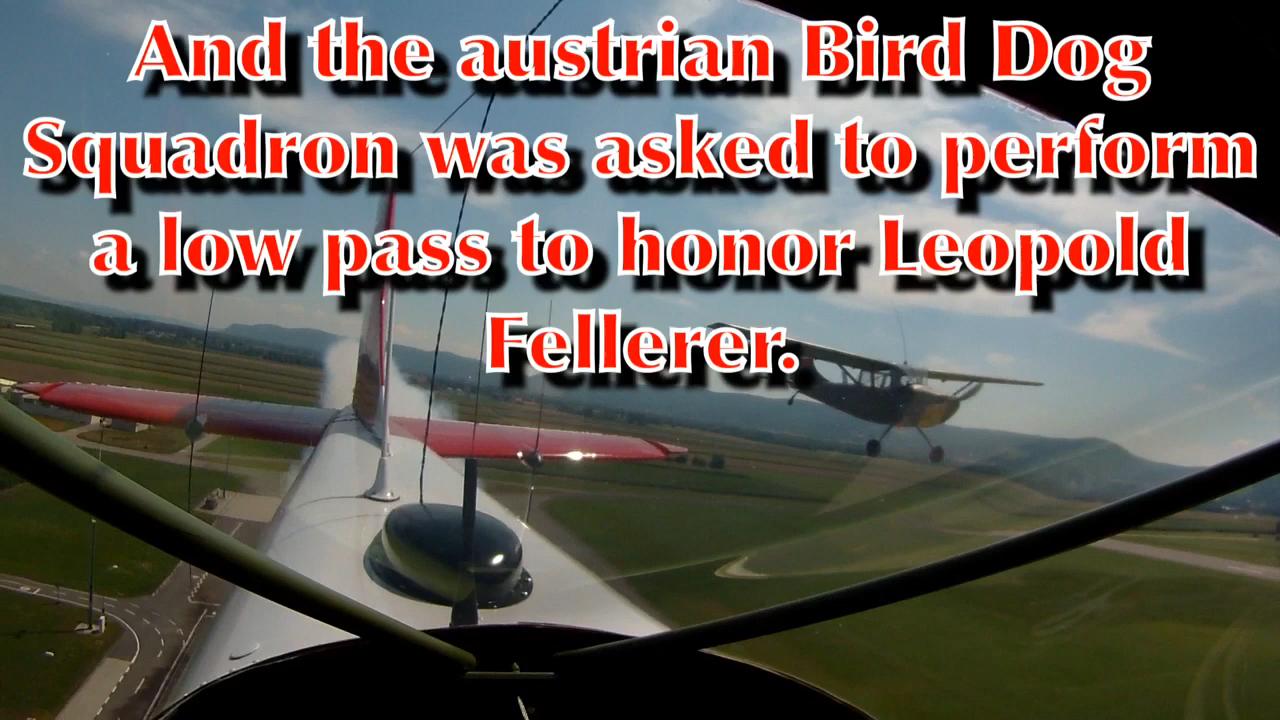 And the austrian Bird Dog
Squadron was asked to perform
a low pass to honor Leopold
Fellerer.